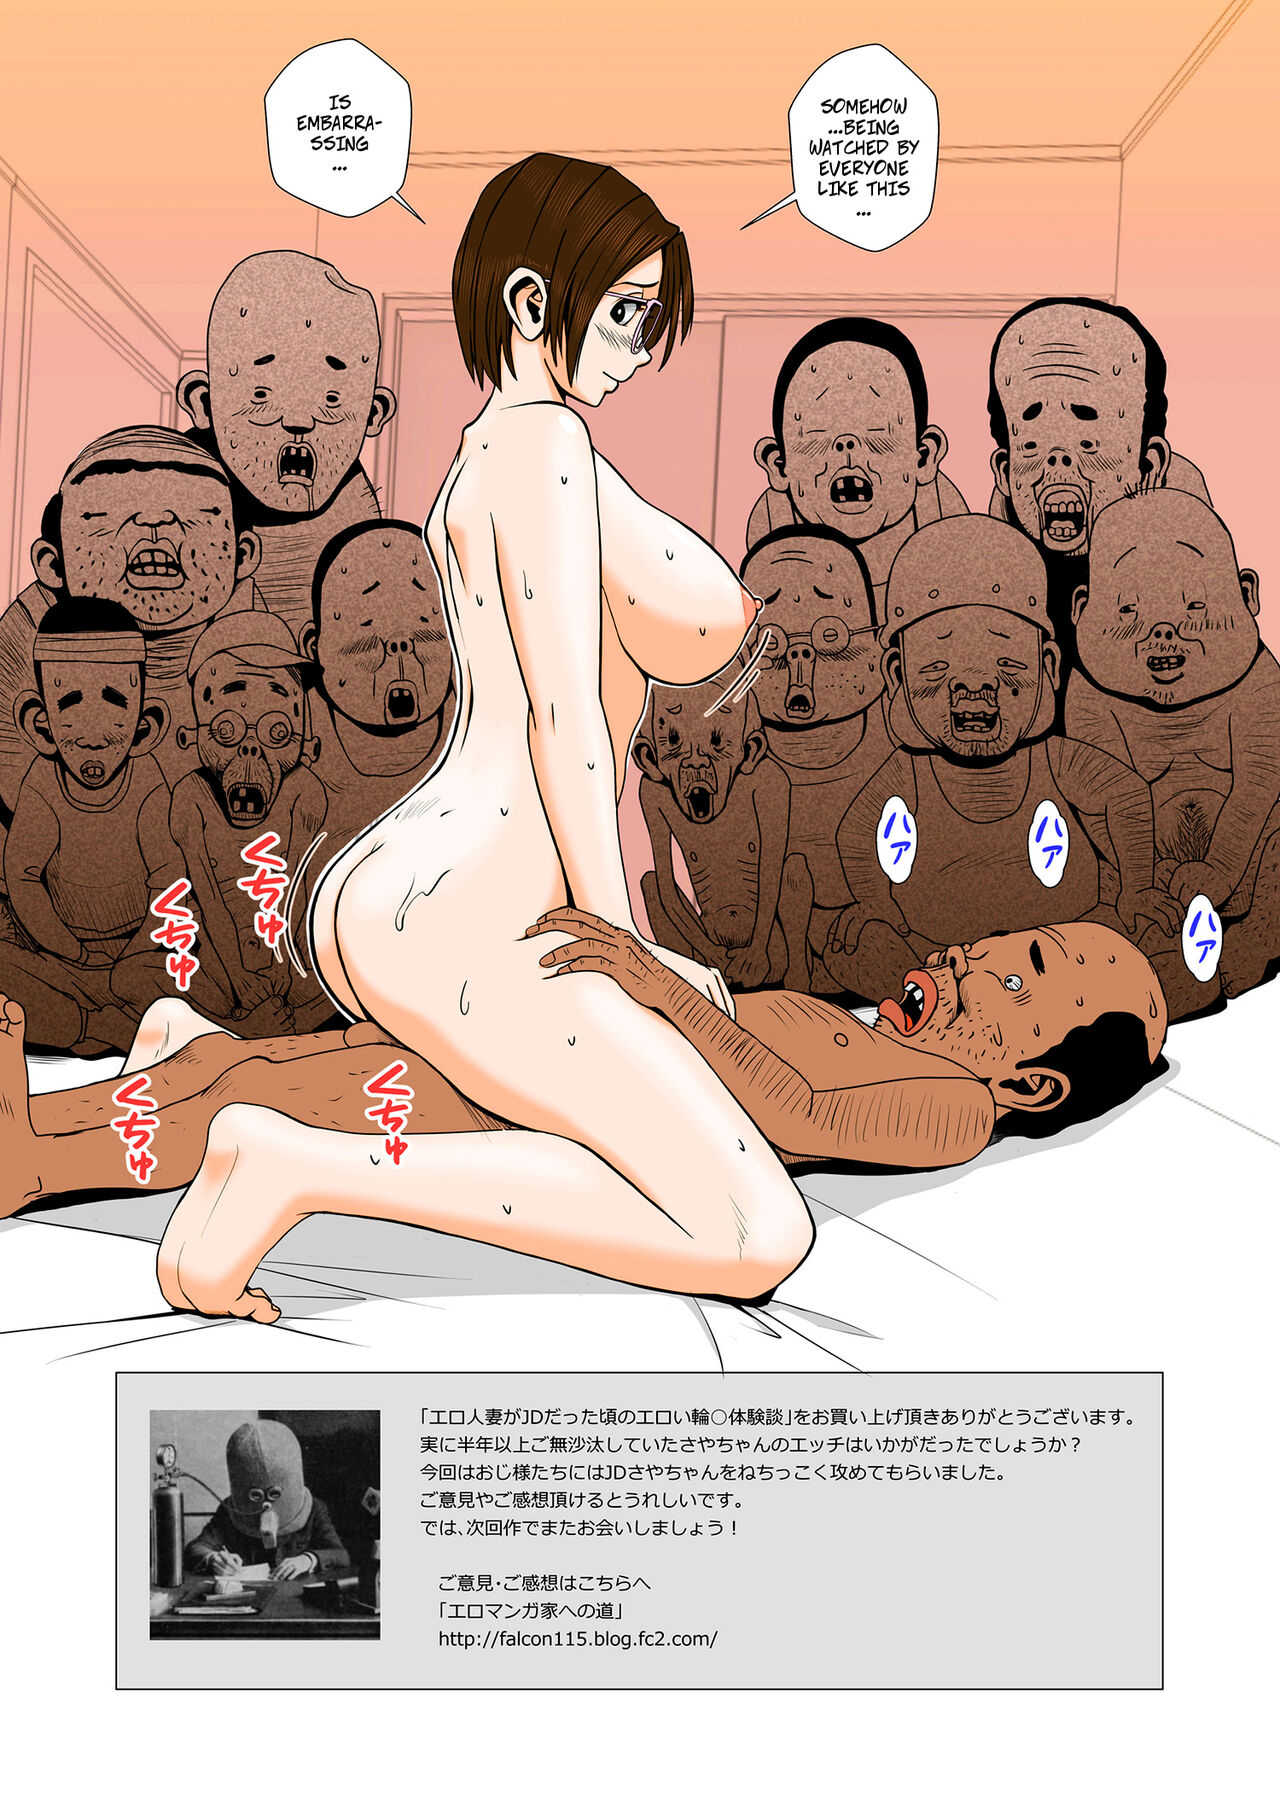 SOMEHOW
...BEING
WATCHED BY
EVERYONE
LIKE THIS
...
IS
EMBARRA-
SSING
...
ハァ
ハァ
ハァ
くちゅ
くちゅ
くちゅ
くちゅ
「エロ人妻がJDだった頃のエロい輪○体験談」をお買い上げ頂きありがとうございます。
実に半年以上ご無沙汰していたさやちゃんのエッチはいかがだったでしょうか？
今回はおじ様たちにはJDさやちゃんをねちっこく攻めてもらいました。
ご意見やご感想頂けるとうれしいです。
では、次回作でまたお会いしましょう！
ご意見・ご感想はこちらへ
「エロマンガ家への道」
http://falcon115.blog.fc2.com/